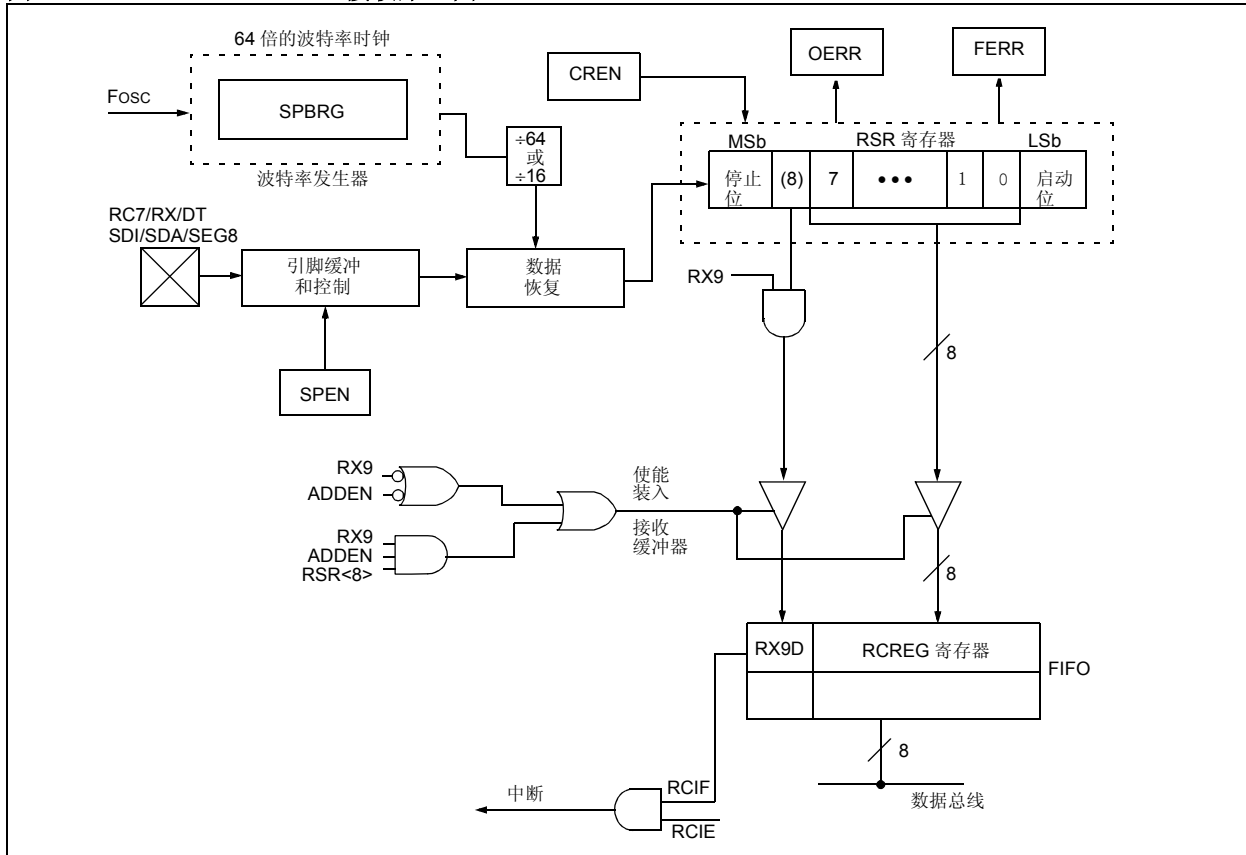 64 倍的波特率时钟
FOSC
SPBRG
波特率发生器
÷64
或
÷16
CREN
OERR
FERR
MSb
RSR 寄存器
LSb
停止
位
(8)
7
•••
1
0
启动
位
RC7/RX/DT
SDI/SDA/SEG8
引脚缓冲
和控制
数据
恢复
SPEN
RX9
8
RX9
ADDEN
RX9
ADDEN
RSR<8>
使能
装入
接收
缓冲器
8
RX9D
RCREG 寄存器
FIFO
8
数据总线
中断
RCIF
RCIE